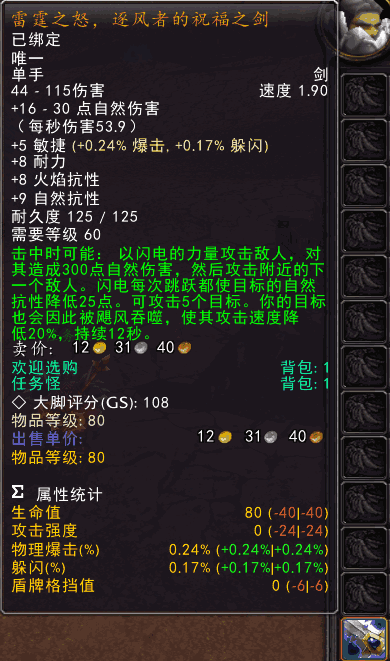 雷霆之怒，逐风者的祝福之剑
已绑定
唯一
单手 剑
44 - 115伤害 速度 1.90
+16 - 30 点自然伤害
（每秒伤害53.9）
+5 敏捷 (+0.24% 爆击, +0.17% 躲闪)
+8 耐力
+8 火焰抗性
+9 自然抗性
耐久度 125 / 125
需要等级 60
击中时可能： 以闪电的力量攻击敌人，对
其造成300点自然伤害，然后攻击附近的下
一个敌人。闪电每次跳跃都使目标的自然
抗性降低25点。可攻击5个目标。你的目标
也会因此被飓风吞噬，使其攻击速度降
低20%，持续12秒。
卖价： 12 31 40
欢迎选购 背包: 1
任务怪 背包: 1
◇ 大脚评分(GS): 108
物品等级: 80
出售单价: 12 31 40
物品等级: 80
Σ 属性统计
生命值 80 (-40|-40)
攻击强度 0 (-24|-24)
物理爆击(%) 0.24% (+0.24%|+0.24%)
躲闪(%) 0.17% (+0.17%|+0.17%)
盾牌格挡值 0 (-6|-6)